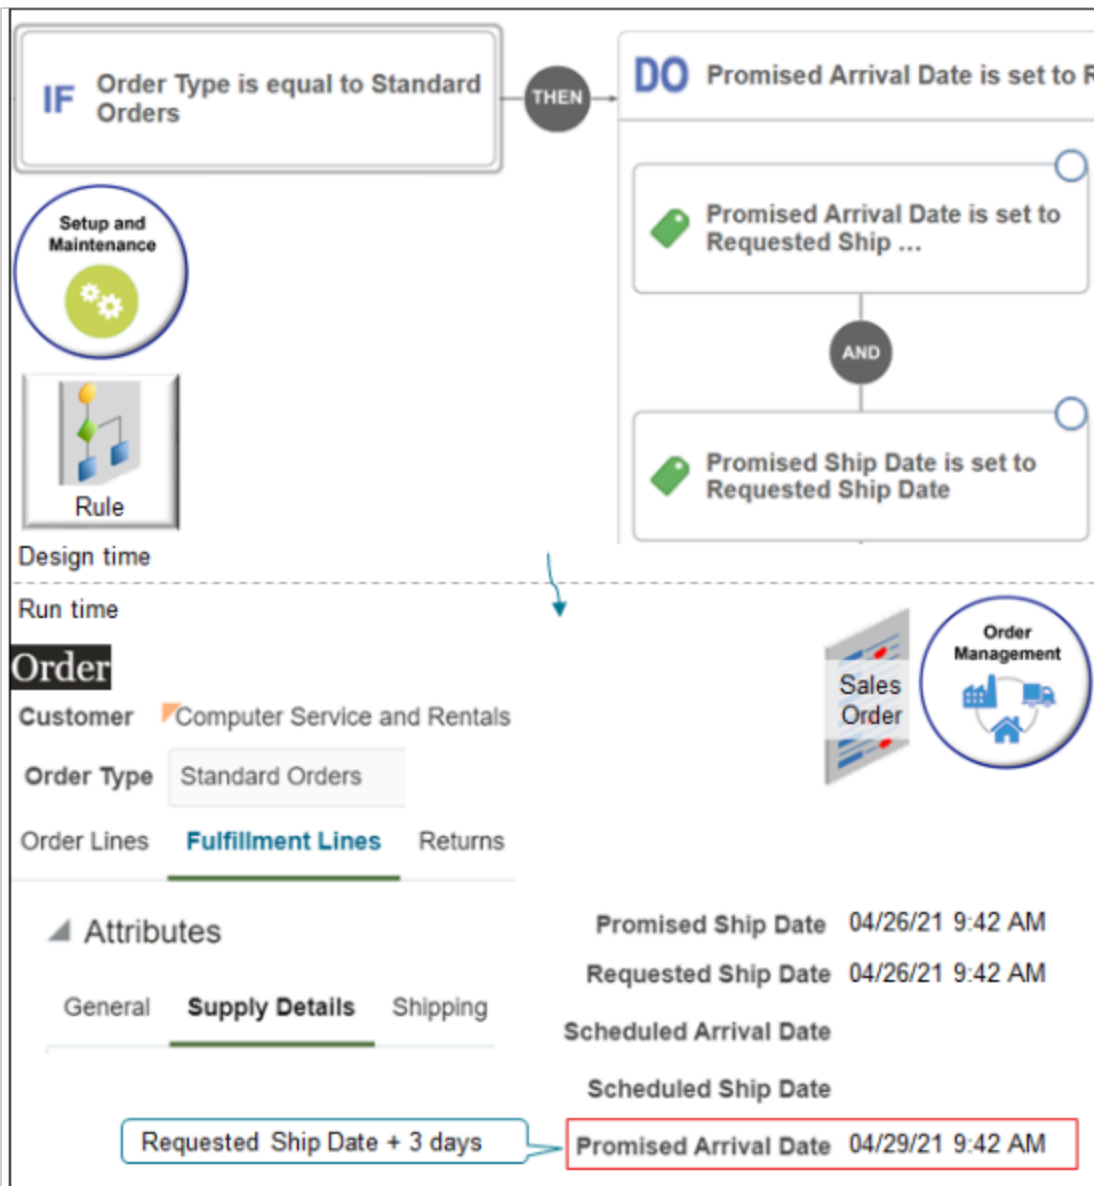 IF
Order Type is equal to Standard
Orders
THEN
DO
Promised Arrival Date is set to
Promised Arrival Date is set to
Requested Ship ...
AND
Promised Ship Date is set to
Requested Ship Date
Setup and
Maintenance
Rule
Design time
Run time
Order
Management
Sales
Order
Order
Customer
Computer Service and Rentals
Order Type
Standard Orders
Order Lines
Fulfillment Lines
Returns
Attributes
General
Supply Details
Shipping
Promised Ship Date 04/26/21 9:42 AM
Requested Ship Date 04/26/21 9:42 AM
Scheduled Arrival Date
Scheduled Ship Date
Requested Ship Date + 3 days
Promised Arrival Date 04/29/21 9:42 AM